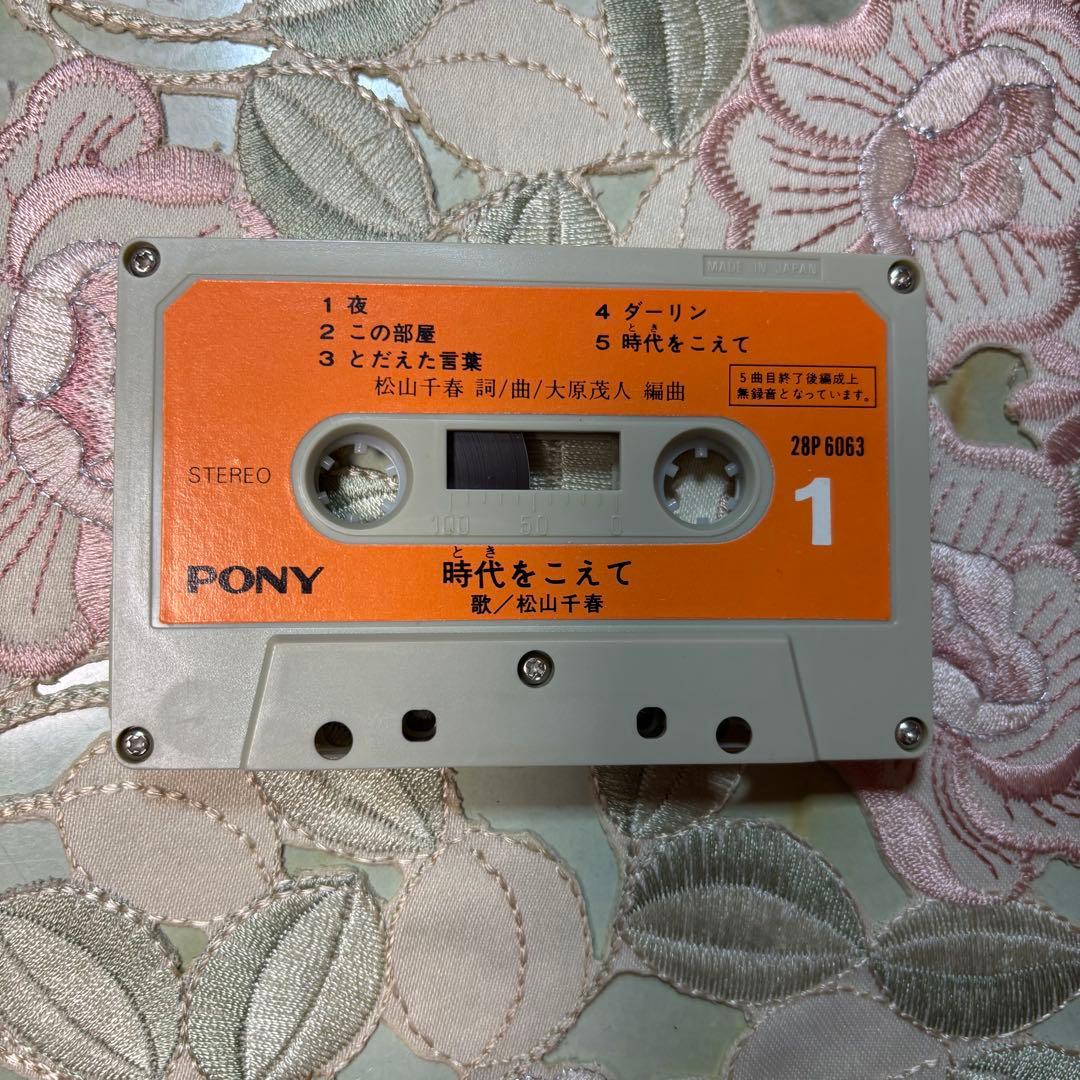 MADE IN JAPAN
1 夜
2 この部屋
3 とだえた言葉
4 ダーリン
とき
5 時代をこえて
松山千春 詞/曲/大原茂人 編曲
5曲目終了後編成上
無録音となっています。
28P 6063
STEREO
1
100 50 0
PONY
とき
時代をこえて
歌/松山千春